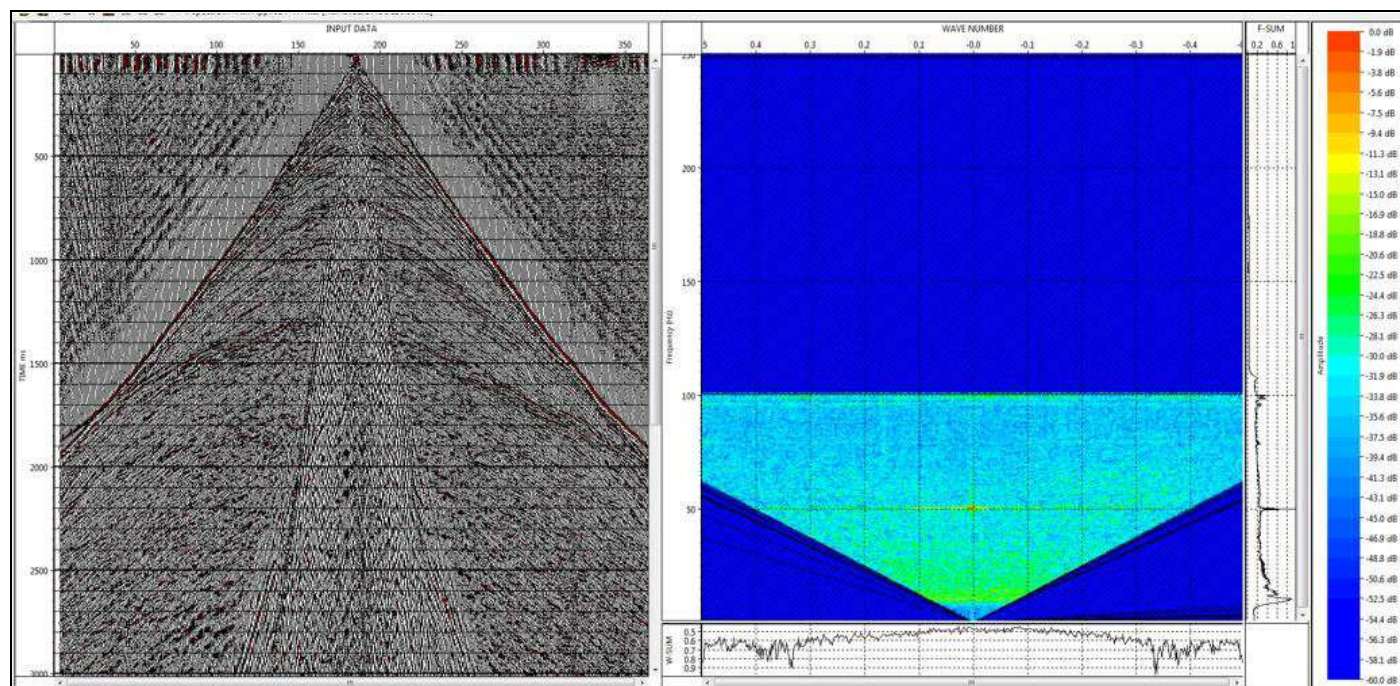 INPUT DATA
50 100 150 200 250 300 350
TIME ms
500
1000
1500
2000
2500
3000
WAVE NUMBER
0.4 0.3 0.2 0.1 -0.0 -0.1 -0.2 -0.3 -0.4
Frequency (Hz)
250
200
150
100
50
W-SUM
0.5
0.6
0.7
0.8
0.9
F-SUM
0.2 0.6 1
Amplitude
0.0 dB
-1.9 dB
-3.8 dB
-5.6 dB
-7.5 dB
-9.4 dB
-11.3 dB
-13.1 dB
-15.0 dB
-16.9 dB
-18.8 dB
-20.6 dB
-22.5 dB
-24.4 dB
-26.3 dB
-28.1 dB
-30.0 dB
-31.9 dB
-33.8 dB
-35.6 dB
-37.5 dB
-39.4 dB
-41.3 dB
-43.1 dB
-45.0 dB
-46.9 dB
-48.8 dB
-50.6 dB
-52.5 dB
-54.4 dB
-56.3 dB
-58.1 dB
-60.0 dB